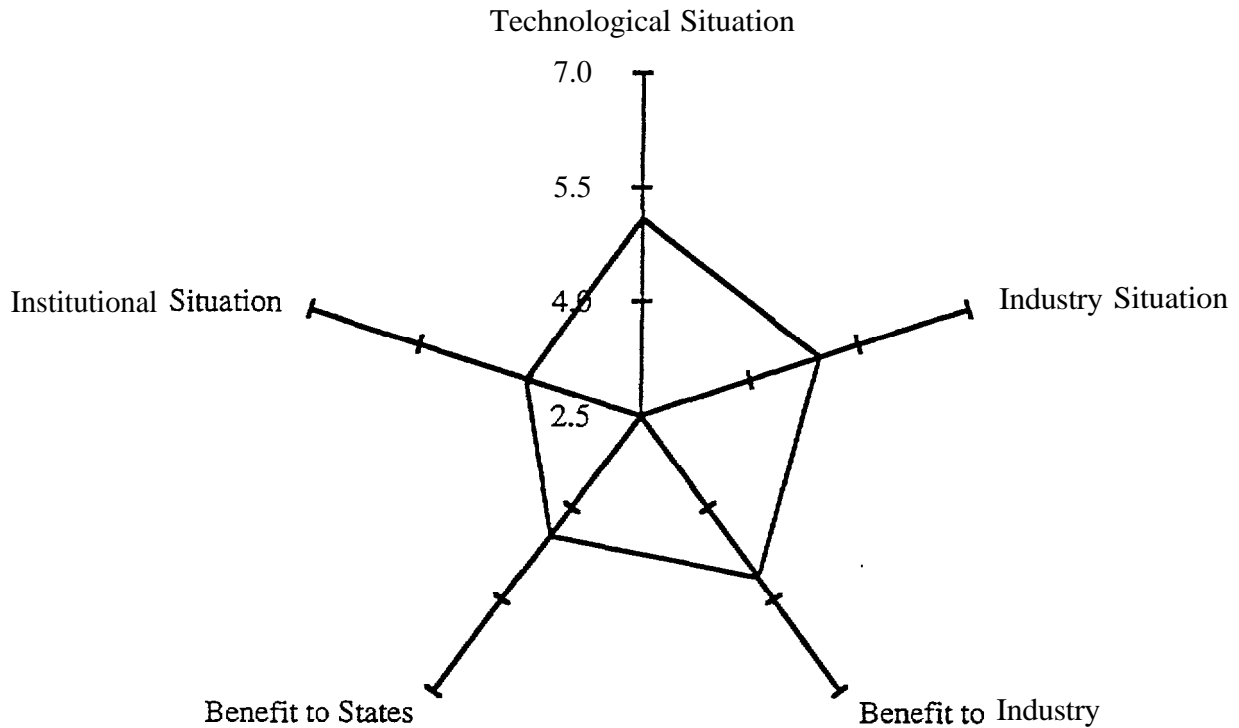 Technological Situation
7.0
5.5
Institutional Situation
4.0
Industry Situation
2.5
Benefit to States
Benefit to Industry